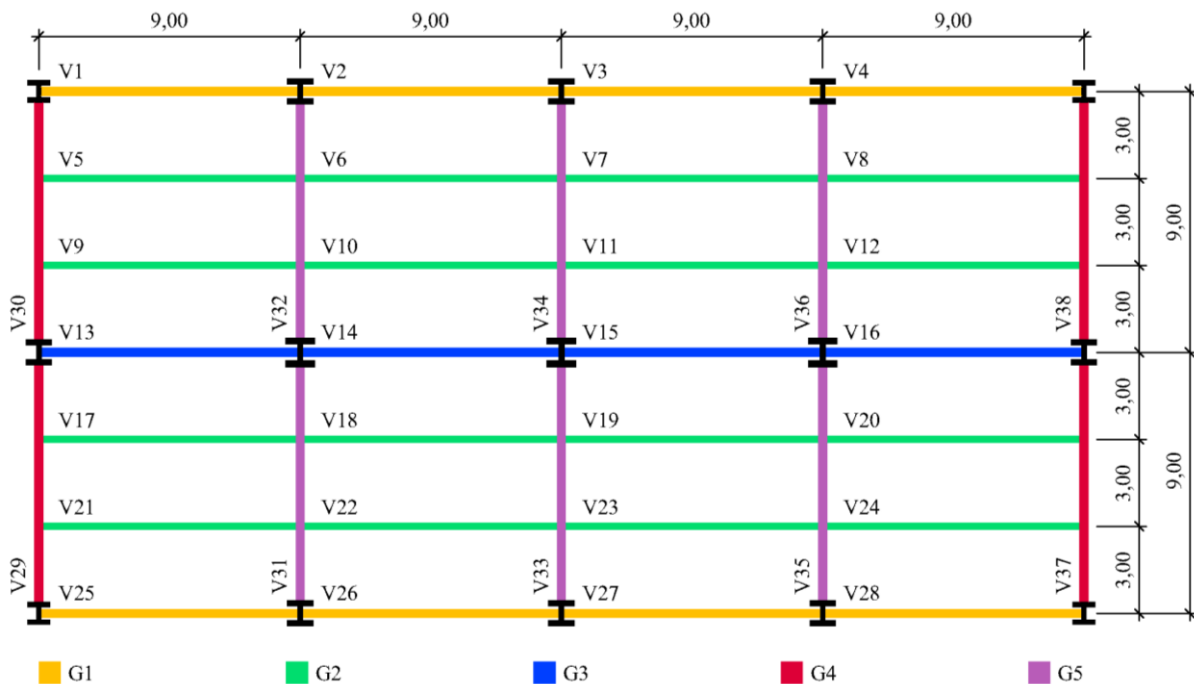 9,00 9,00 9,00 9,00
V1 V2 V3 V4
3,00
V5 V6 V7 V8
3,00 9,00
V9 V10 V11 V12
V30 V32 V34 V36 V38 3,00
V13 V14 V15 V16
3,00
V17 V18 V19 V20
3,00 9,00
V21 V22 V23 V24
V29 V31 V33 V35 V37 3,00
V25 V26 V27 V28
G1 G2 G3 G4 G5